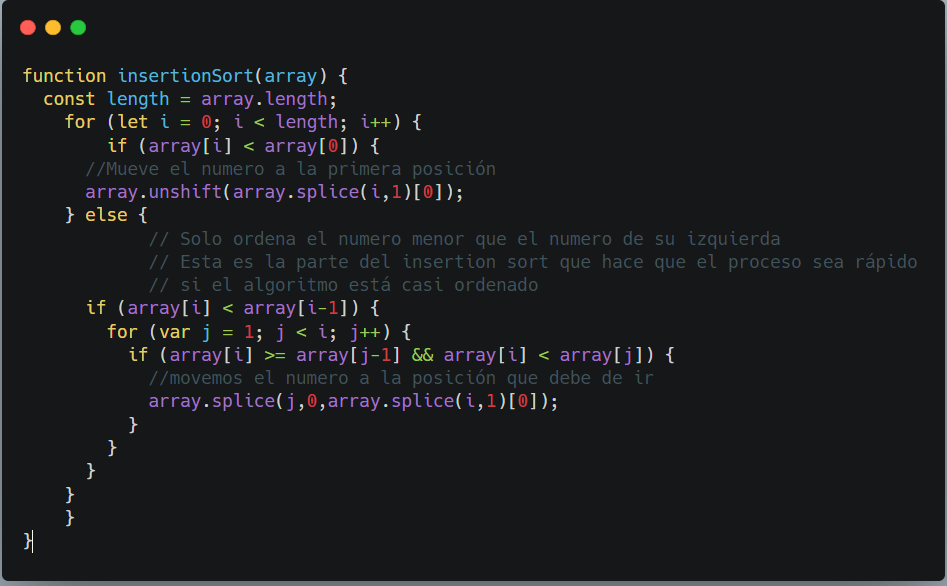 function insertionSort(array) {
  const length = array.length;
    for (let i = 0; i < length; i++) {
        if (array[i] < array[0]) {
      //Mueve el numero a la primera posición
      array.unshift(array.splice(i,1)[0]);
    } else {
            // Solo ordena el numero menor que el numero de su izquierda
            // Esta es la parte del insertion sort que hace que el proceso sea rápido
            // si el algoritmo está casi ordenado
      if (array[i] < array[i-1]) {
        for (var j = 1; j < i; j++) {
          if (array[i] >= array[j-1] && array[i] < array[j]) {
            //movemos el numero a la posición que debe de ir
            array.splice(j,0,array.splice(i,1)[0]);
          }
        }
      }
    }
    }
}